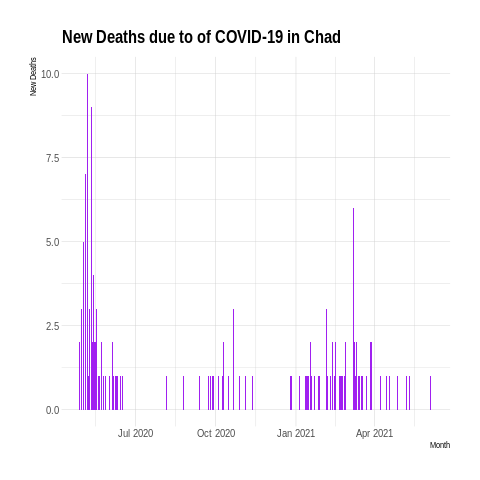 New Deaths due to of COVID-19 in Chad
New Deaths
10.0
7.5
5.0
2.5
0.0
Jul 2020 Oct 2020 Jan 2021 Apr 2021
Month